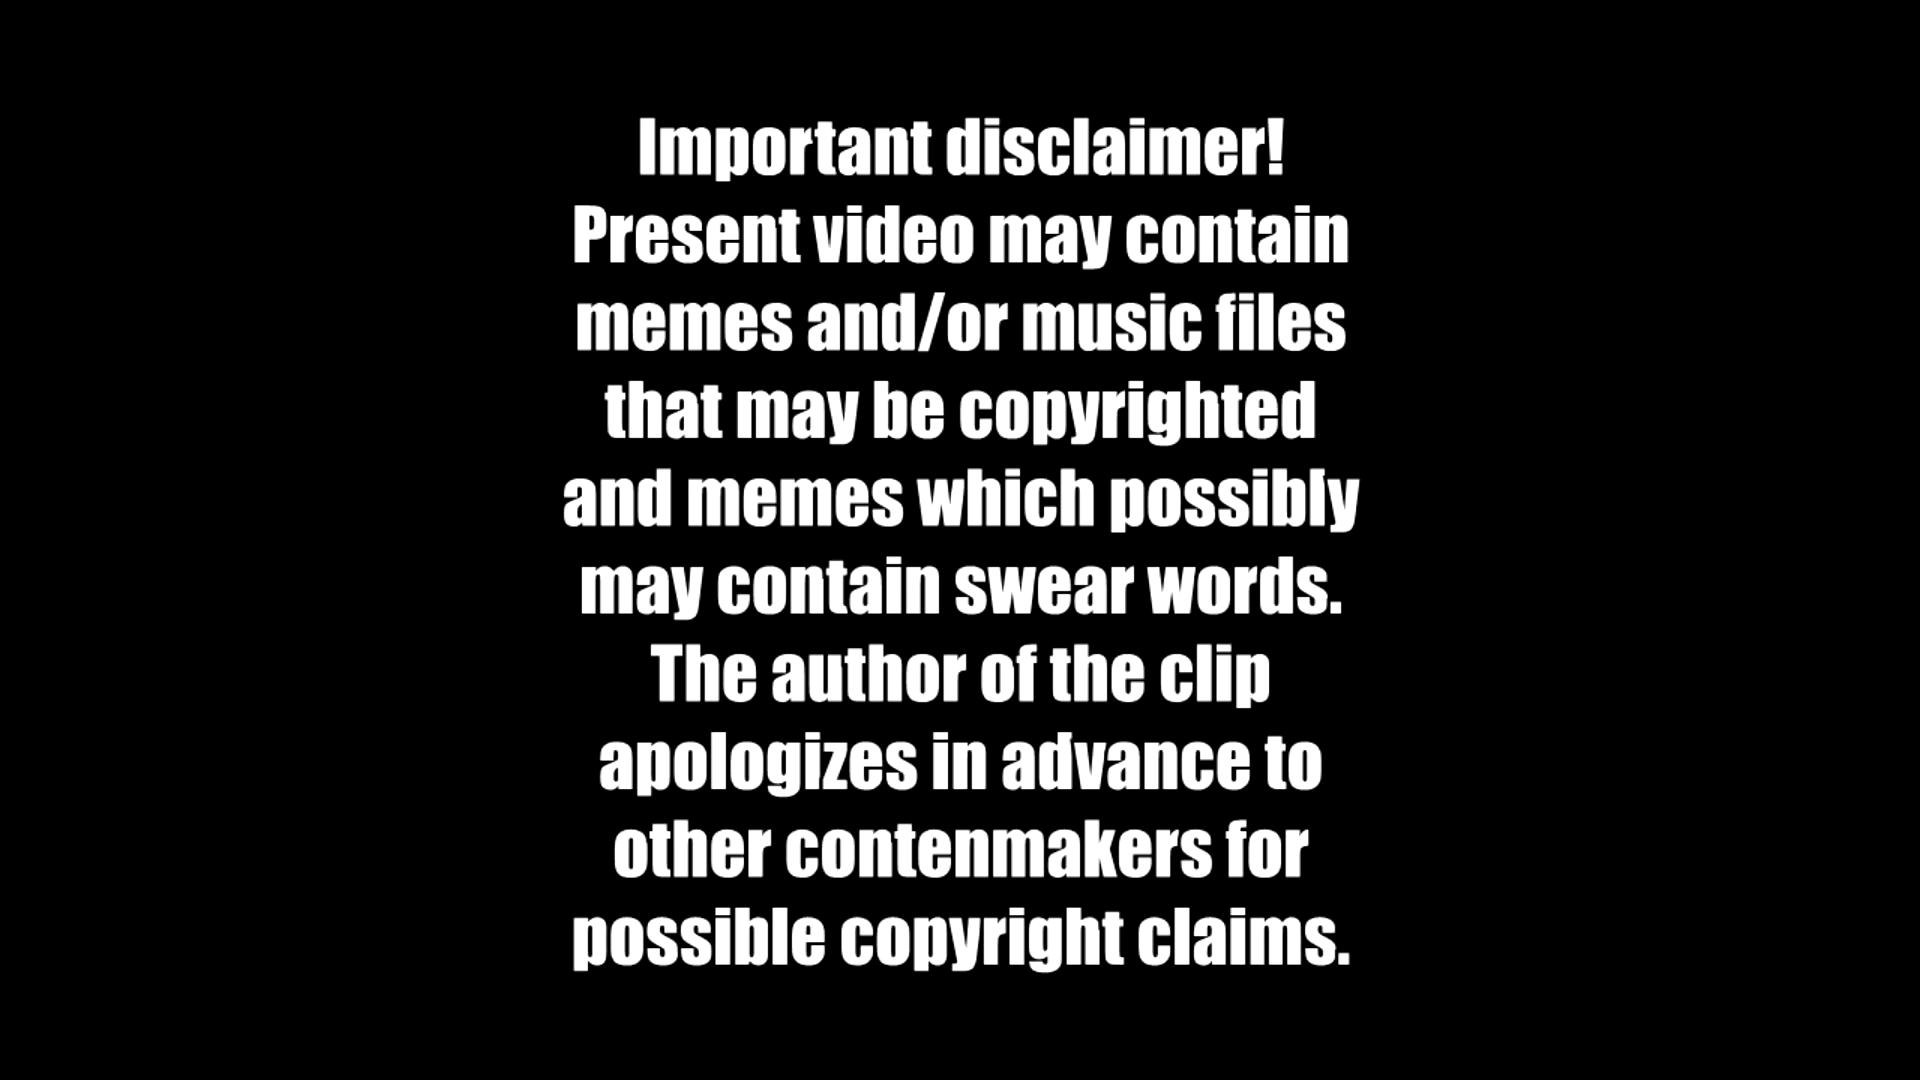 Important disclaimer!
Present video may contain
memes and/or music files
that may be copyrighted
and memes which possibly
may contain swear words.
The author of the clip
apologizes in advance to
other contenmakers for
possible copyright claims.